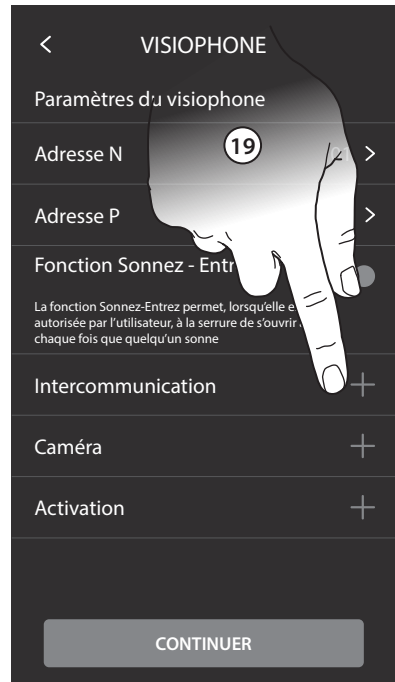 VISIOPHONE
Paramètres du visiophone
Adresse N
19
Adresse P
Fonction Sonnez - Entr
La fonction Sonnez-Entrez permet, lorsqu'elle e
autorisée par l'utilisateur, à la serrure de s'ouvrir
chaque fois que quelqu'un sonne
Intercommunication
Caméra
Activation
CONTINUER